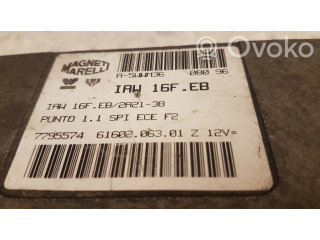 OVOKO
MAGNETI
MARELLI
A-SWWM36 080 96
IAW 16F.EB
IAW 16F.EB/2A21-38
PUNTO 1.1 SPI ECE F2
7795574 61602.063.01 Z 12V=